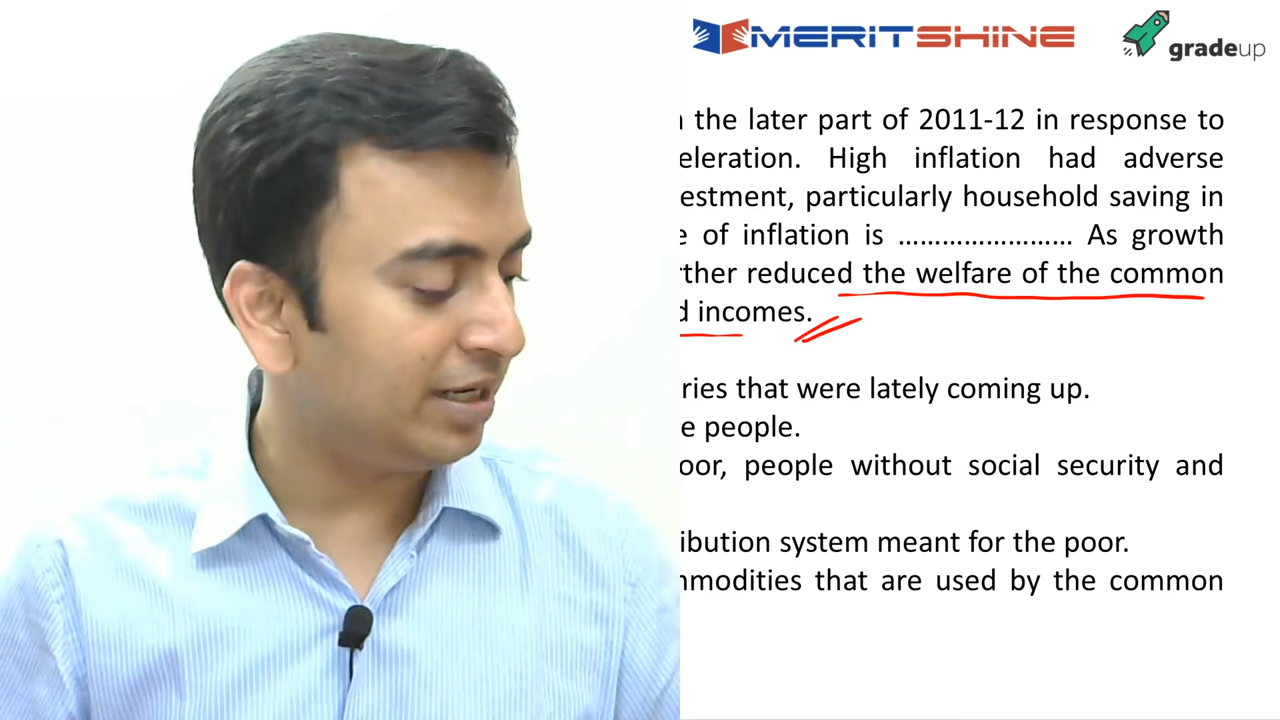 MERITSHINE
gradeup
the later part of 2011-12 in response to
eleration. High inflation had adverse
estment, particularly household saving in
e of inflation is ........................ As growth
rther reduced the welfare of the common
d incomes.
ries that were lately coming up.
e people.
oor, people without social security and
ribution system meant for the poor.
mmodities that are used by the common